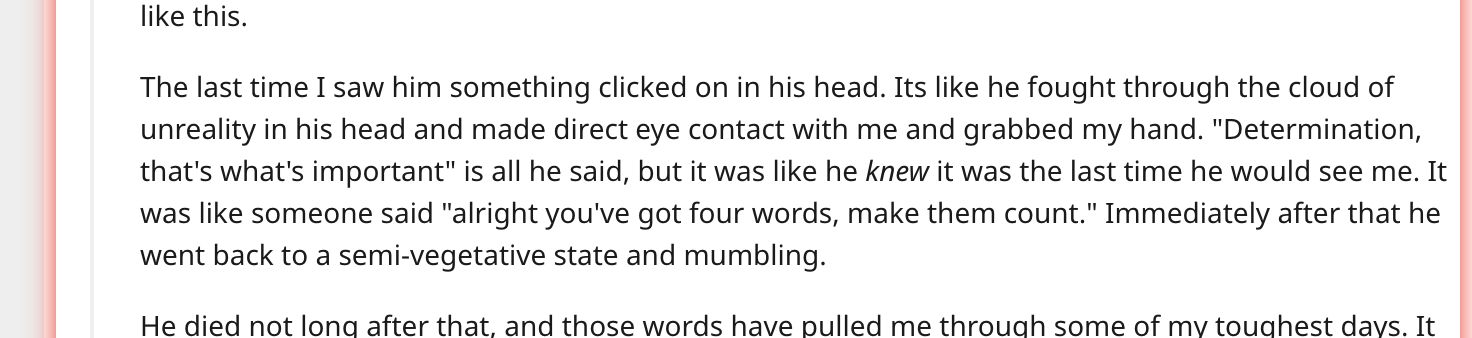 like this.
The last time I saw him something clicked on in his head. Its like he fought through the cloud of
unreality in his head and made direct eye contact with me and grabbed my hand. "Determination,
that's what's important" is all he said, but it was like he knew it was the last time he would see me. It
was like someone said "alright you've got four words, make them count." Immediately after that he
went back to a semi-vegetative state and mumbling.
He died not long after that, and those words have pulled me through some of my toughest days. It